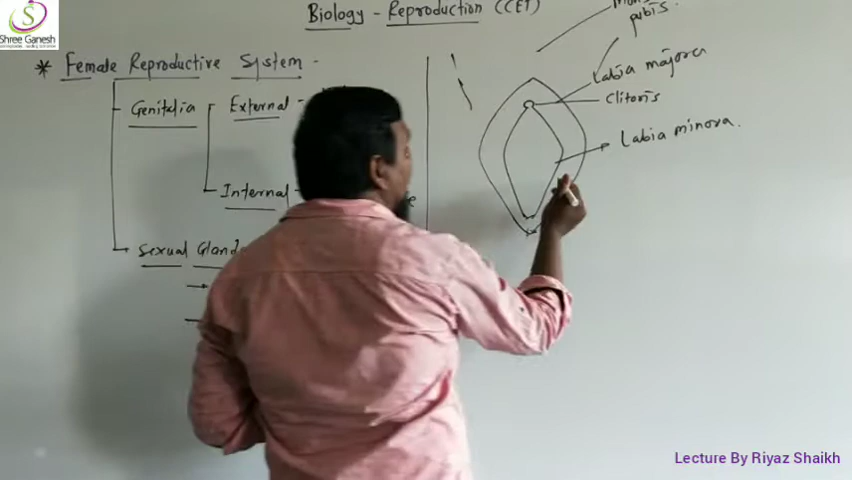 Shree Ganesh
Biology - Reproduction (CET)
pubis.
* Female Reproductive System -
Labia majora
Genitalia
External -
Clitoris
Labia minora.
Internal -
Sexual Gland
Lecture By Riyaz Shaikh